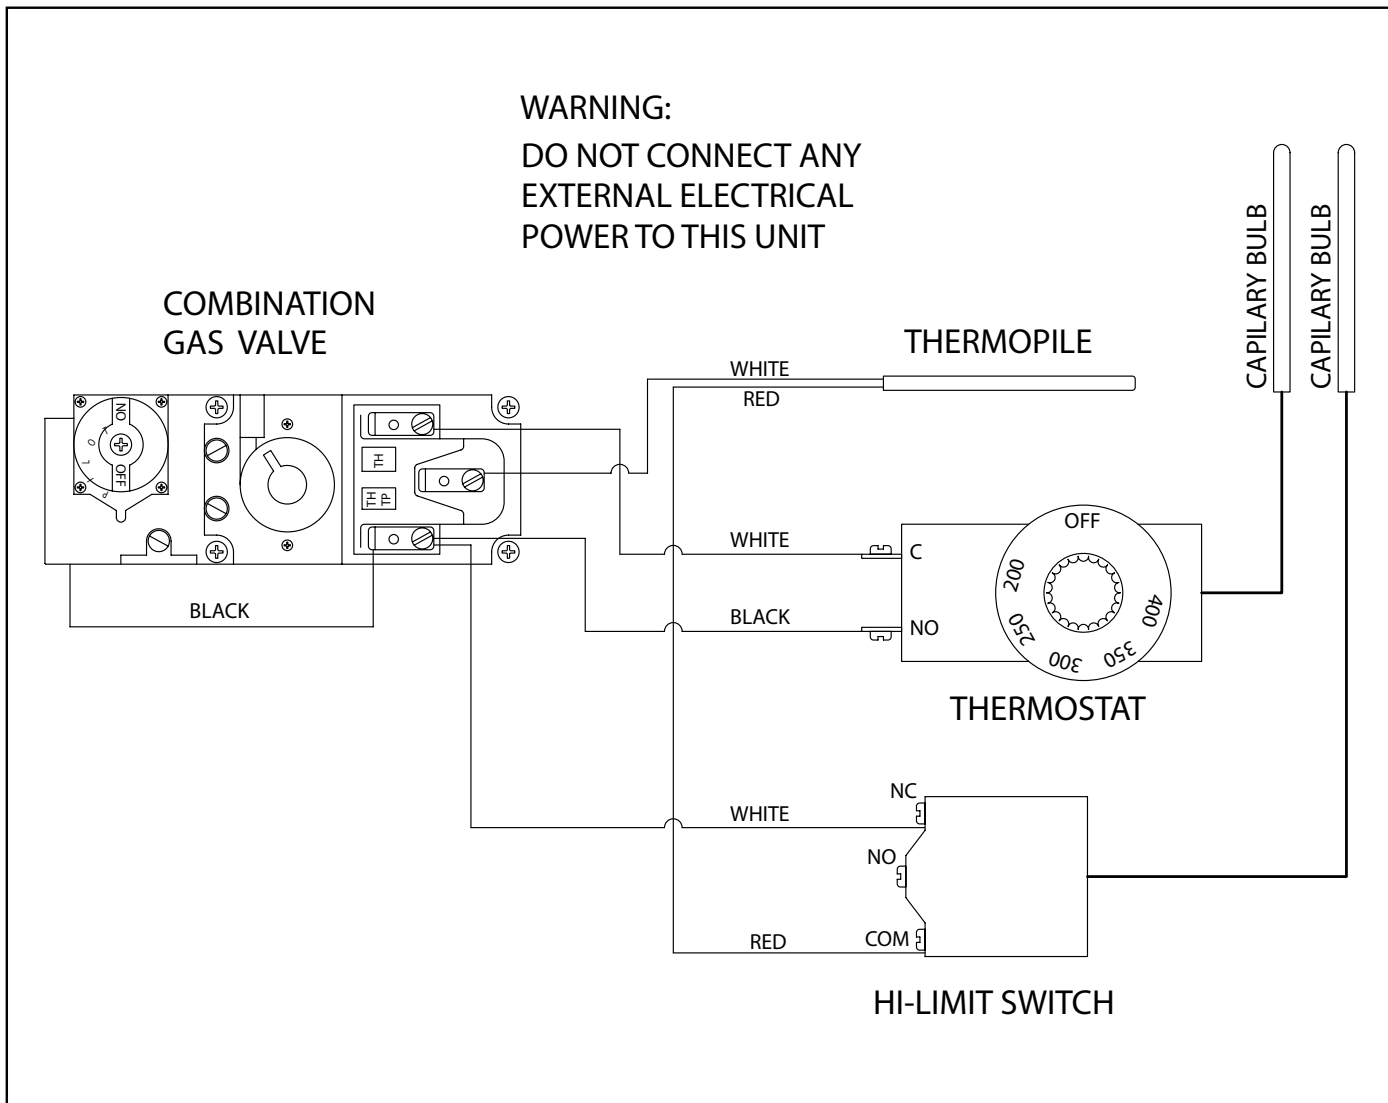 WARNING:
DO NOT CONNECT ANY
EXTERNAL ELECTRICAL
POWER TO THIS UNIT
COMBINATION
GAS VALVE
THERMOPILE
CAPILARY BULB
CAPILARY BULB
WHITE
RED
NO
OFF
PILOT
TH
TH
TP
BLACK
WHITE
C
BLACK
NO
OFF
200
250
300
350
400
THERMOSTAT
WHITE
NC
NO
RED
COM
HI-LIMIT SWITCH